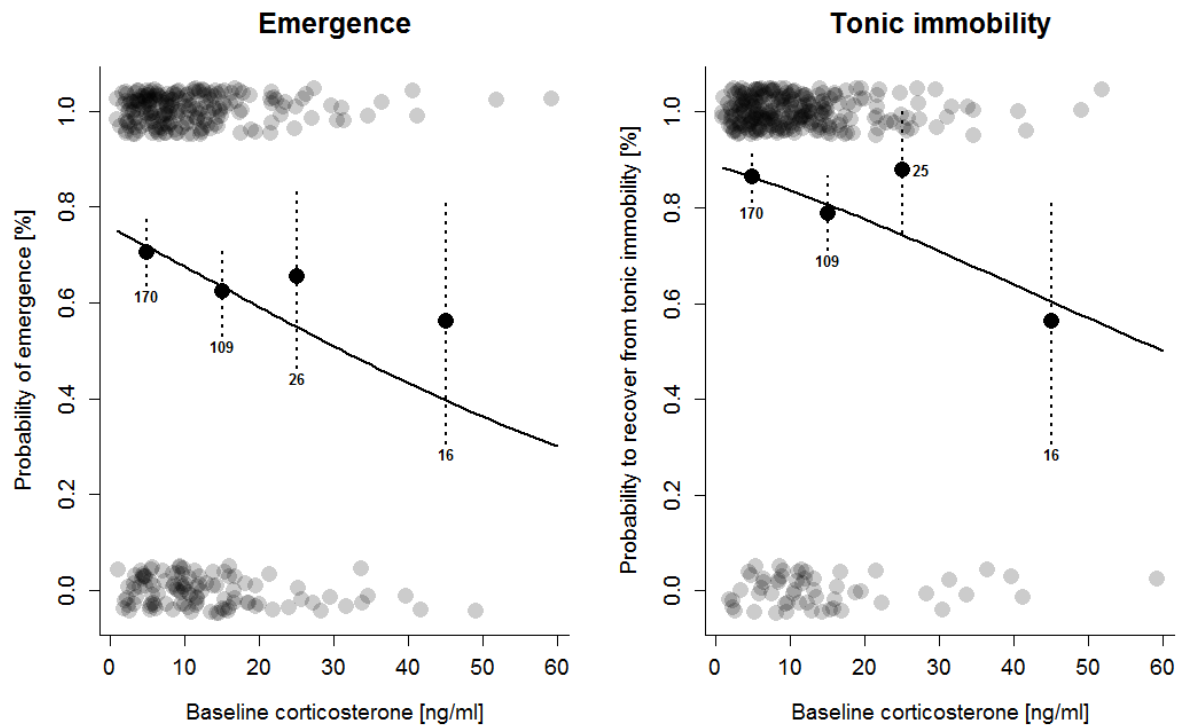 Emergence
Probability of emergence [%]
1.0
0.8
0.6
0.4
0.2
0.0
170
109
26
16
0 10 20 30 40 50 60
Baseline corticosterone [ng/ml]
Tonic immobility
Probability to recover from tonic immobility [%]
1.0
0.8
0.6
0.4
0.2
0.0
170
109
25
16
0 10 20 30 40 50 60
Baseline corticosterone [ng/ml]